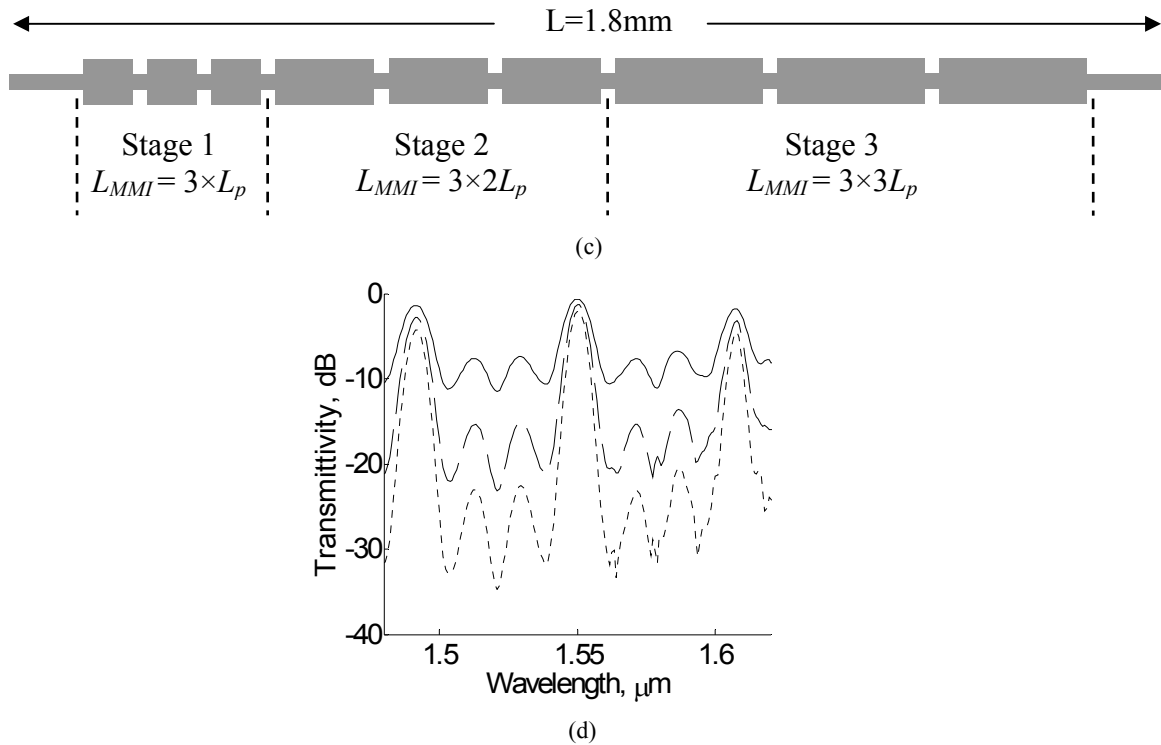 L=1.8mm
Stage 1 Stage 2 Stage 3
L_MMI = 3×L_p L_MMI = 3×2L_p L_MMI = 3×3L_p
(c)
0
-10
-20
-30
-40
Transmittivity, dB
1.5 1.55 1.6
Wavelength, μm
(d)